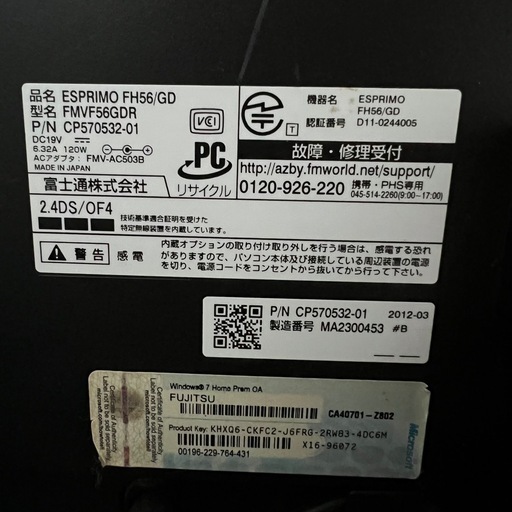 品名 ESPRIMO FH56/GD
型名 FMVF56GDR
P/N CP570532-01
DC19V
6.32A 120W
ACアダプタ： FMV-AC503B
MADE IN JAPAN
富士通株式会社
2.4DS/OF4
VCCI
PC
リサイクル
技術基準適合証明を受けた
特定無線装置が内蔵されています。
機器名： ESPRIMO
FH56/GD
T
認証番号 D11-0244005
故障・修理受付
http://azby.fmworld.net/support/
0120-926-220 携帯・PHS専用
045-514-2260(9:00～17:00)
警告 感電
内蔵オプションの取り付け取り外しを行う場合は、感電する恐れ
がありますので、パソコン本体及び接続している周辺装置の電源
を切り、電源コードをコンセントから抜いてから行って下さい。
P/N CP570532-01 2012-03
製造番号 MA2300453 #B
Windows® 7 Home Prem OA
FUJITSU
CA40701-Z802
Product Key: KHXQ6-CKFC2-J6FRG-2RW83-4DC6M
X16-96072
00196-229-764-431
Certificate of Authenticity
Microsoft